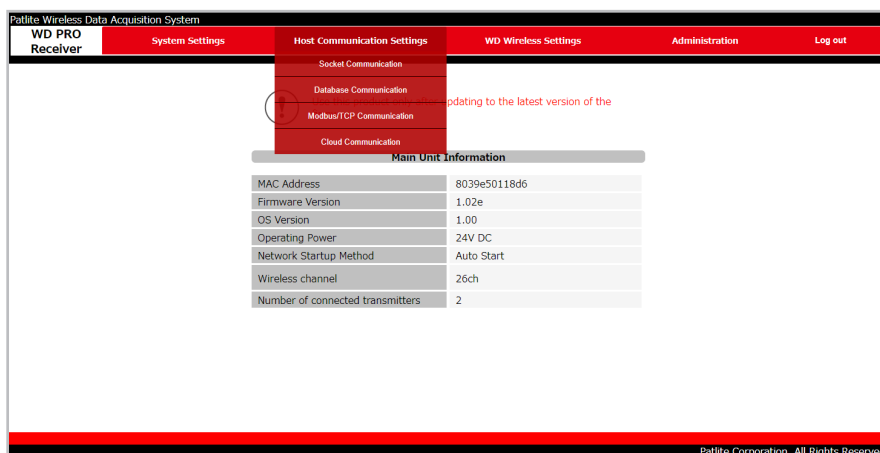 Patlite Wireless Data Acquisition System
WD PRO Receiver
System Settings
Host Communication Settings
WD Wireless Settings
Administration
Log out
Socket Communication
Database Communication
Modbus/TCP Communication
Cloud Communication
updating to the latest version of the
Main Unit Information
MAC Address 8039e50118d6
Firmware Version 1.02e
OS Version 1.00
Operating Power 24V DC
Network Startup Method Auto Start
Wireless channel 26ch
Number of connected transmitters 2
Patlite Corporation. All Rights Reserve